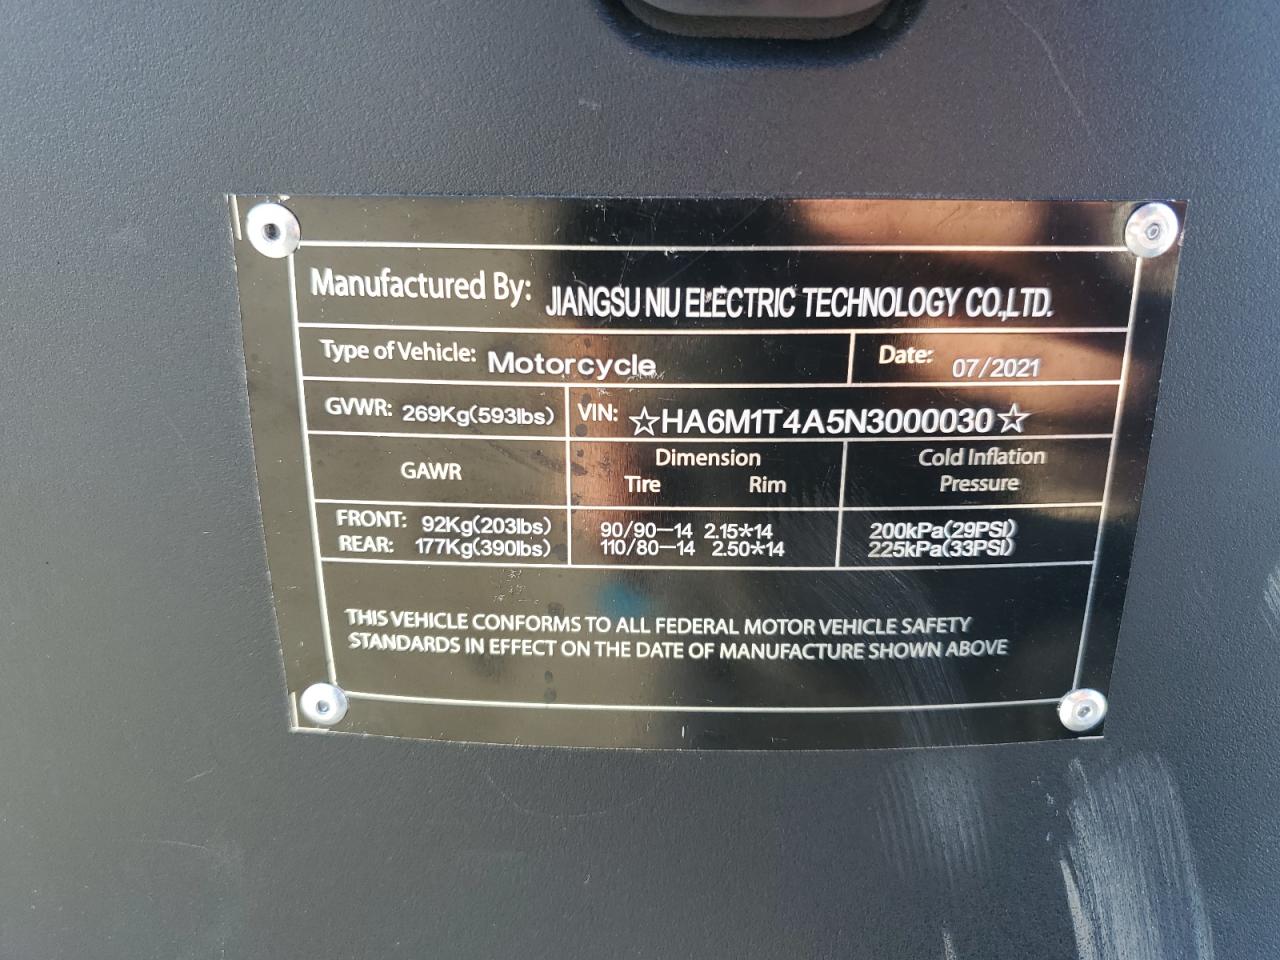 Manufactured By: JIANGSU NIU ELECTRIC TECHNOLOGY CO.,LTD.
Type of Vehicle: Motorcycle Date: 07/2021
GVWR: 269Kg(593lbs) VIN: ☆HA6M1T4A5N3000030☆
GAWR Dimension Cold Inflation
Tire Rim Pressure
FRONT: 92Kg(203lbs) 90/90—14 2.15*14 200kPa(29PSI)
REAR: 177Kg(390lbs) 110/80—14 2.50*14 225kPa(33PSI)
THIS VEHICLE CONFORMS TO ALL FEDERAL MOTOR VEHICLE SAFETY
STANDARDS IN EFFECT ON THE DATE OF MANUFACTURE SHOWN ABOVE